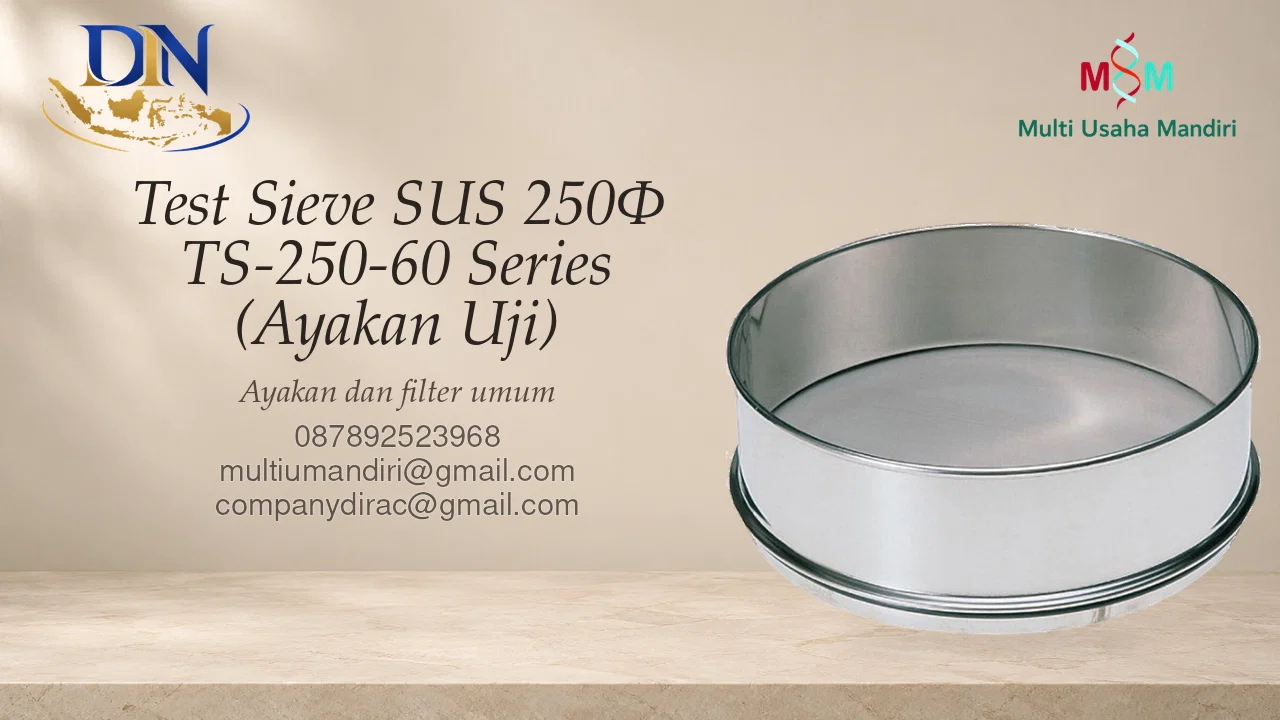 DN
M M
Multi Usaha Mandiri
Test Sieve SUS 250Φ
TS-250-60 Series
(Ayakan Uji)
Ayakan dan filter umum
087892523968
multiumandiri@gmail.com
companydirac@gmail.com